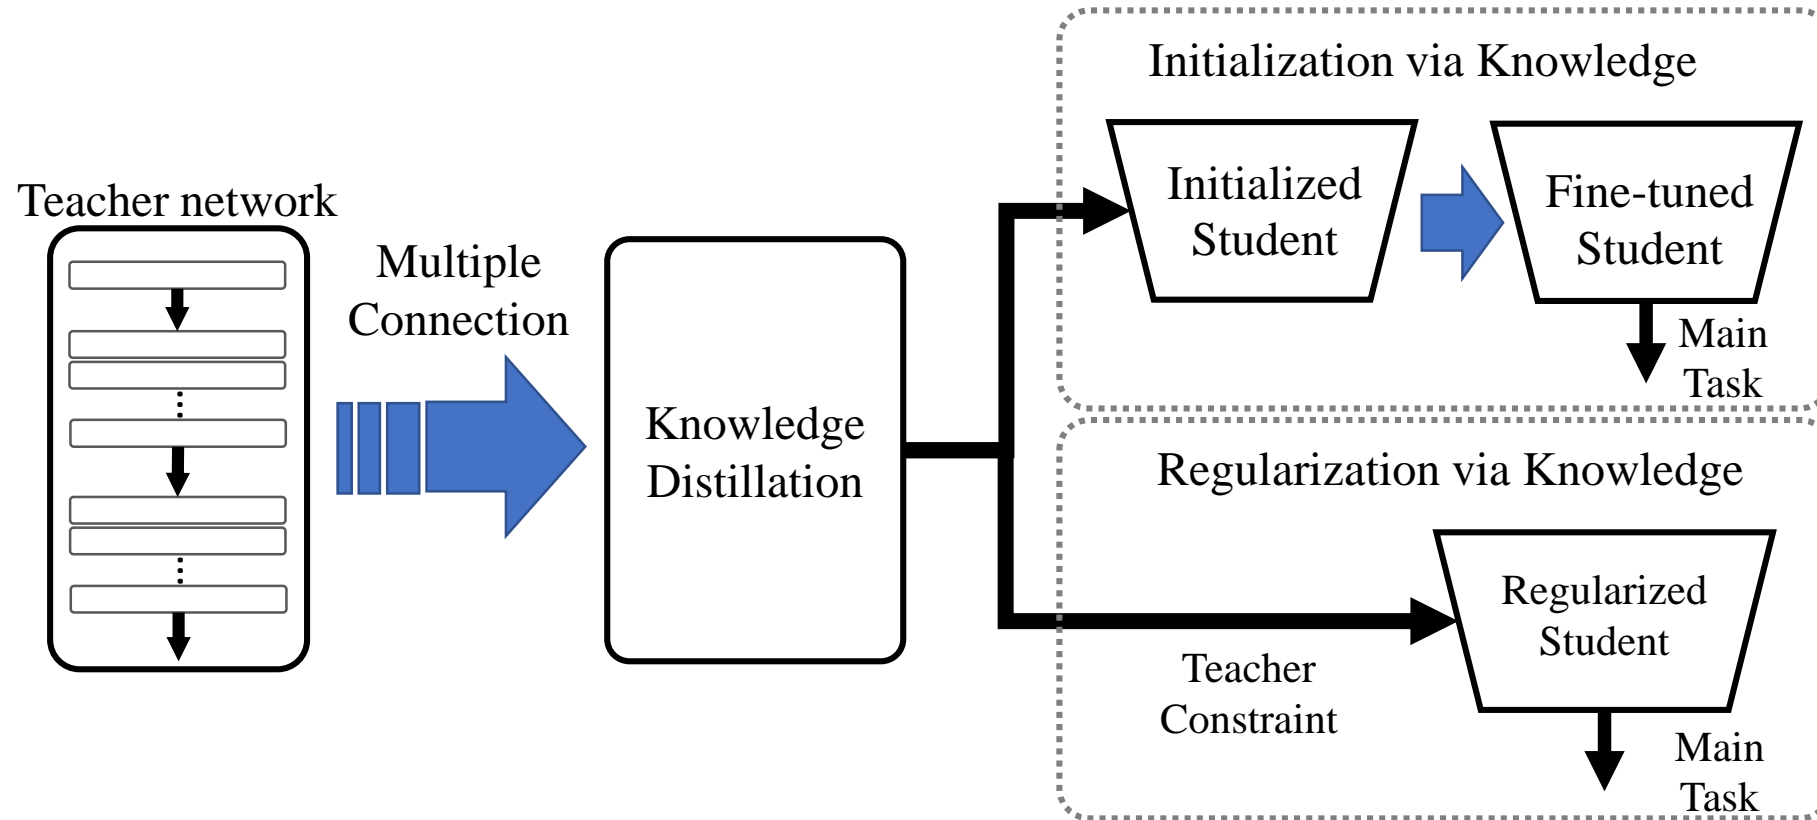 Teacher network
Multiple
Connection
Knowledge
Distillation
Initialization via Knowledge
Initialized
Student
Fine-tuned
Student
Main
Task
Regularization via Knowledge
Regularized
Student
Teacher
Constraint
Main
Task